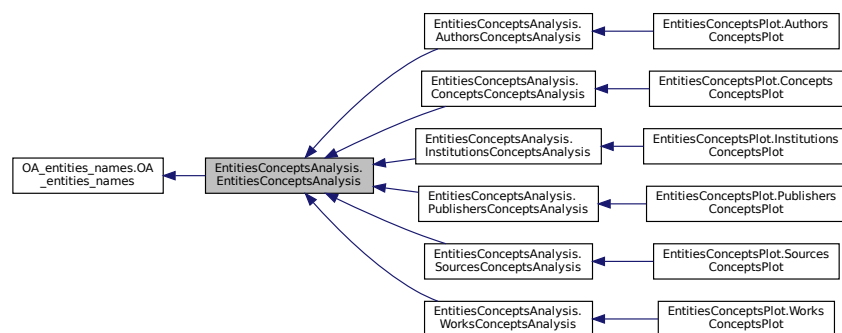 OA_entities_names.OA
_entities_names
EntitiesConceptsAnalysis.
EntitiesConceptsAnalysis
EntitiesConceptsAnalysis.
AuthorsConceptsAnalysis
EntitiesConceptsPlot.Authors
ConceptsPlot
EntitiesConceptsAnalysis.
ConceptsConceptsAnalysis
EntitiesConceptsPlot.Concepts
ConceptsPlot
EntitiesConceptsAnalysis.
InstitutionsConceptsAnalysis
EntitiesConceptsPlot.Institutions
ConceptsPlot
EntitiesConceptsAnalysis.
PublishersConceptsAnalysis
EntitiesConceptsPlot.Publishers
ConceptsPlot
EntitiesConceptsAnalysis.
SourcesConceptsAnalysis
EntitiesConceptsPlot.Sources
ConceptsPlot
EntitiesConceptsAnalysis.
WorksConceptsAnalysis
EntitiesConceptsPlot.Works
ConceptsPlot